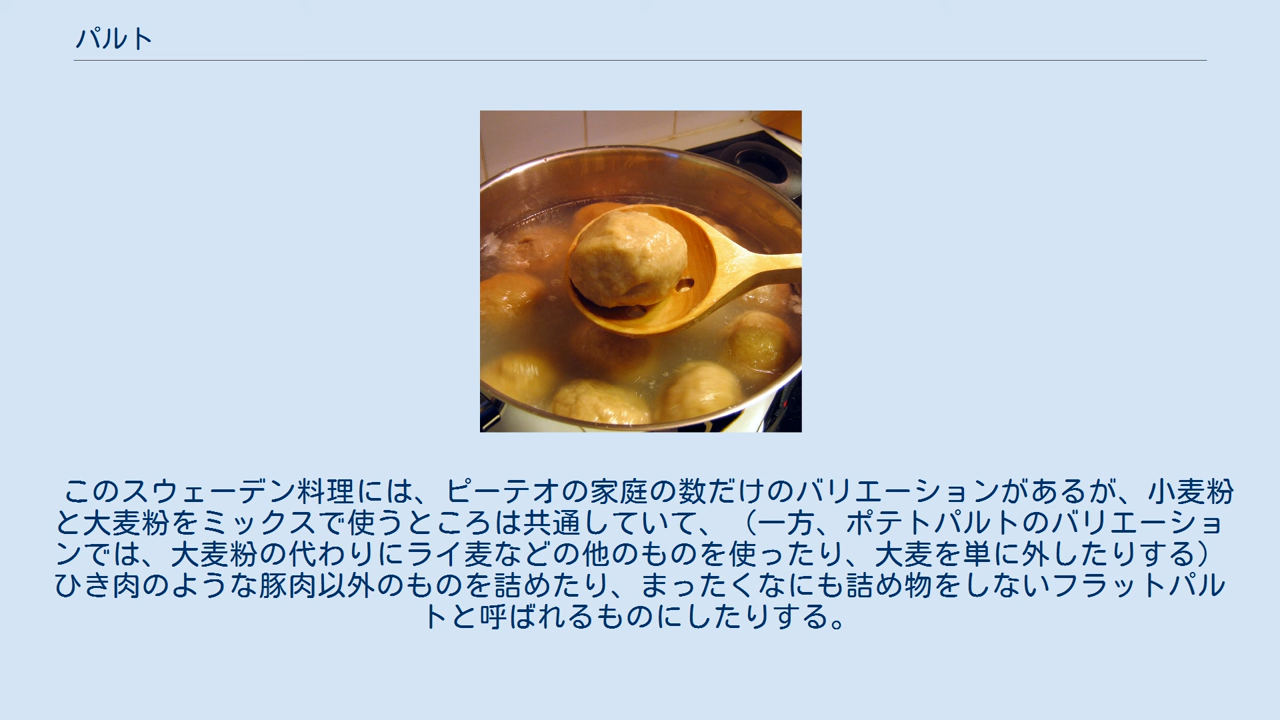 パルト
このスウェーデン料理には、ピーテオの家庭の数だけのバリエーションがあるが、小麦粉
と大麦粉をミックスで使うところは共通していて、（一方、ポテトパルトのバリエーショ
ンでは、大麦粉の代わりにライ麦などの他のものを使ったり、大麦を単に外したりする）
ひき肉のような豚肉以外のものを詰めたり、まったくなにも詰め物をしないフラットパル
トと呼ばれるものにしたりする。